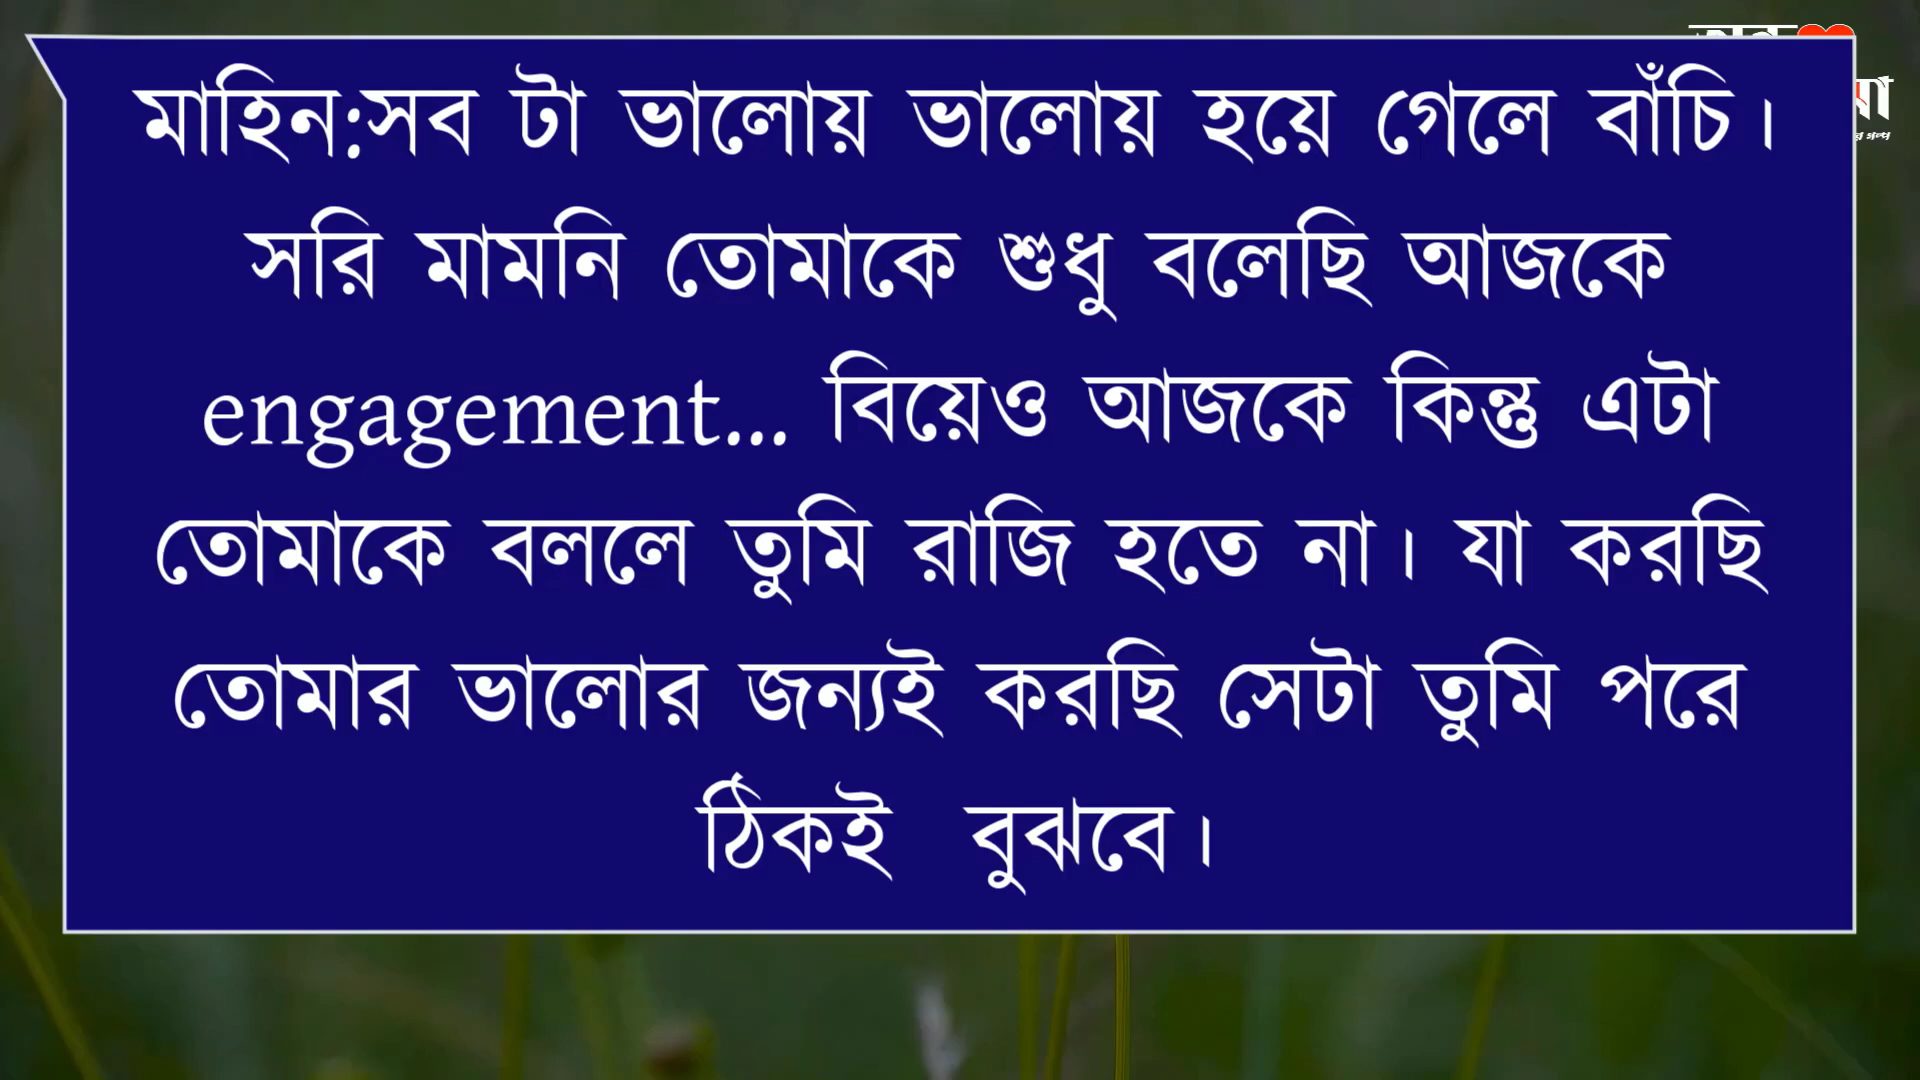 মাহিন:সব টা ভালোয় ভালোয় হয়ে গেলে বাঁচি।
সরি মামনি তোমাকে শুধু বলেছি আজকে
engagement... বিয়েও আজকে কিন্তু এটা
তোমাকে বললে তুমি রাজি হতে না। যা করছি
তোমার ভালোর জন্যই করছি সেটা তুমি পরে
ঠিকই বুঝবে।